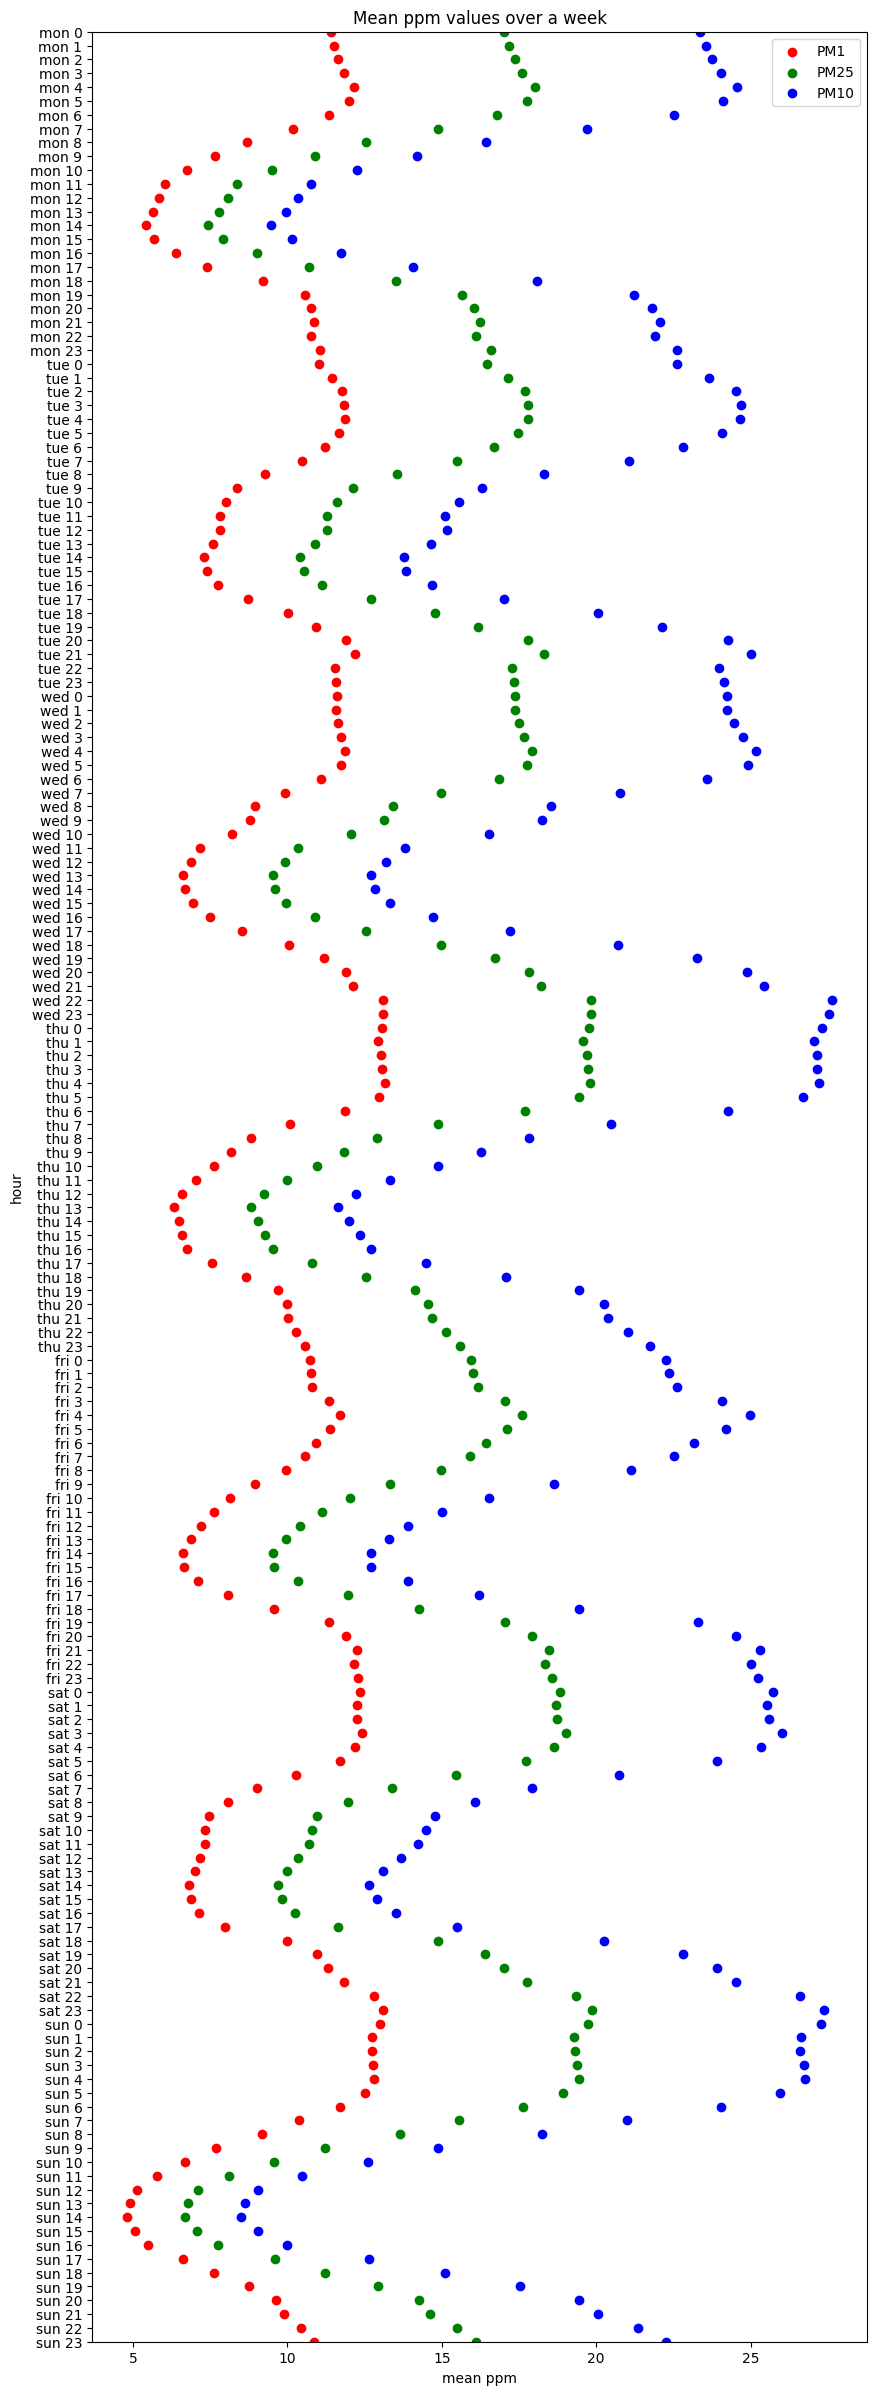 Mean ppm values over a week
PM1
PM25
PM10
mon 0
mon 1
mon 2
mon 3
mon 4
mon 5
mon 6
mon 7
mon 8
mon 9
mon 10
mon 11
mon 12
mon 13
mon 14
mon 15
mon 16
mon 17
mon 18
mon 19
mon 20
mon 21
mon 22
mon 23
tue 0
tue 1
tue 2
tue 3
tue 4
tue 5
tue 6
tue 7
tue 8
tue 9
tue 10
tue 11
tue 12
tue 13
tue 14
tue 15
tue 16
tue 17
tue 18
tue 19
tue 20
tue 21
tue 22
tue 23
wed 0
wed 1
wed 2
wed 3
wed 4
wed 5
wed 6
wed 7
wed 8
wed 9
wed 10
wed 11
wed 12
wed 13
wed 14
wed 15
wed 16
wed 17
wed 18
wed 19
wed 20
wed 21
wed 22
wed 23
thu 0
thu 1
thu 2
thu 3
thu 4
thu 5
thu 6
thu 7
thu 8
thu 9
thu 10
thu 11
thu 12
thu 13
thu 14
thu 15
thu 16
thu 17
thu 18
thu 19
thu 20
thu 21
thu 22
thu 23
fri 0
fri 1
fri 2
fri 3
fri 4
fri 5
fri 6
fri 7
fri 8
fri 9
fri 10
fri 11
fri 12
fri 13
fri 14
fri 15
fri 16
fri 17
fri 18
fri 19
fri 20
fri 21
fri 22
fri 23
sat 0
sat 1
sat 2
sat 3
sat 4
sat 5
sat 6
sat 7
sat 8
sat 9
sat 10
sat 11
sat 12
sat 13
sat 14
sat 15
sat 16
sat 17
sat 18
sat 19
sat 20
sat 21
sat 22
sat 23
sun 0
sun 1
sun 2
sun 3
sun 4
sun 5
sun 6
sun 7
sun 8
sun 9
sun 10
sun 11
sun 12
sun 13
sun 14
sun 15
sun 16
sun 17
sun 18
sun 19
sun 20
sun 21
sun 22
sun 23
hour
5 10 15 20 25
mean ppm